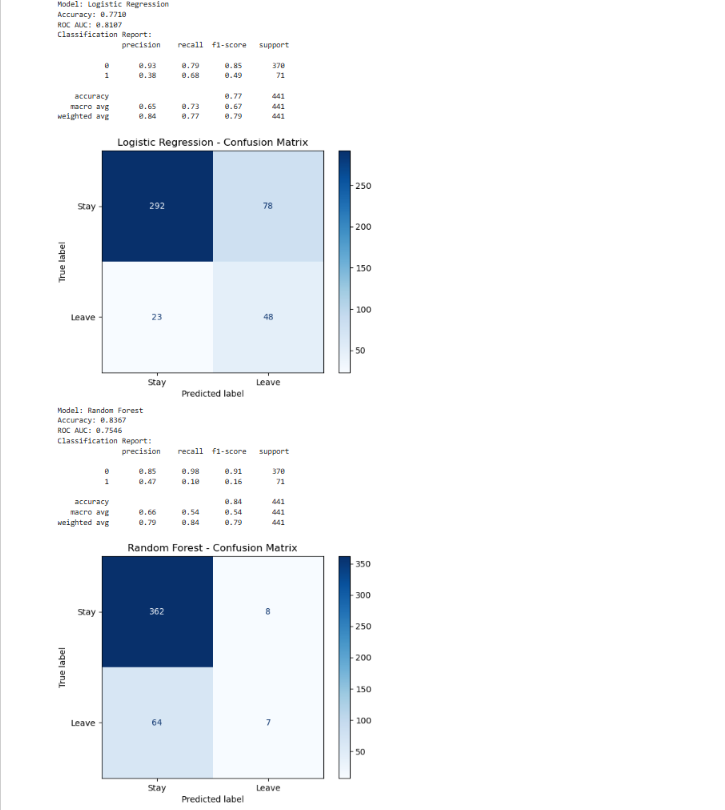 Model: Logistic Regression
Accuracy: 0.7710
ROC AUC: 0.8107
Classification Report:
precision recall f1-score support
0 0.93 0.79 0.85 370
1 0.38 0.68 0.49 71
accuracy 0.77 441
macro avg 0.65 0.73 0.67 441
weighted avg 0.84 0.77 0.79 441
Logistic Regression - Confusion Matrix
Stay
292
78
250
200
True label
150
Leave
23
48
100
50
Stay Leave
Predicted label
Model: Random Forest
Accuracy: 0.8367
ROC AUC: 0.7546
Classification Report:
precision recall f1-score support
0 0.85 0.98 0.91 370
1 0.47 0.10 0.16 71
accuracy 0.84 441
macro avg 0.66 0.54 0.54 441
weighted avg 0.79 0.84 0.79 441
Random Forest - Confusion Matrix
350
Stay
362
8
300
250
True label
200
150
Leave
64
7
100
50
Stay Leave
Predicted label